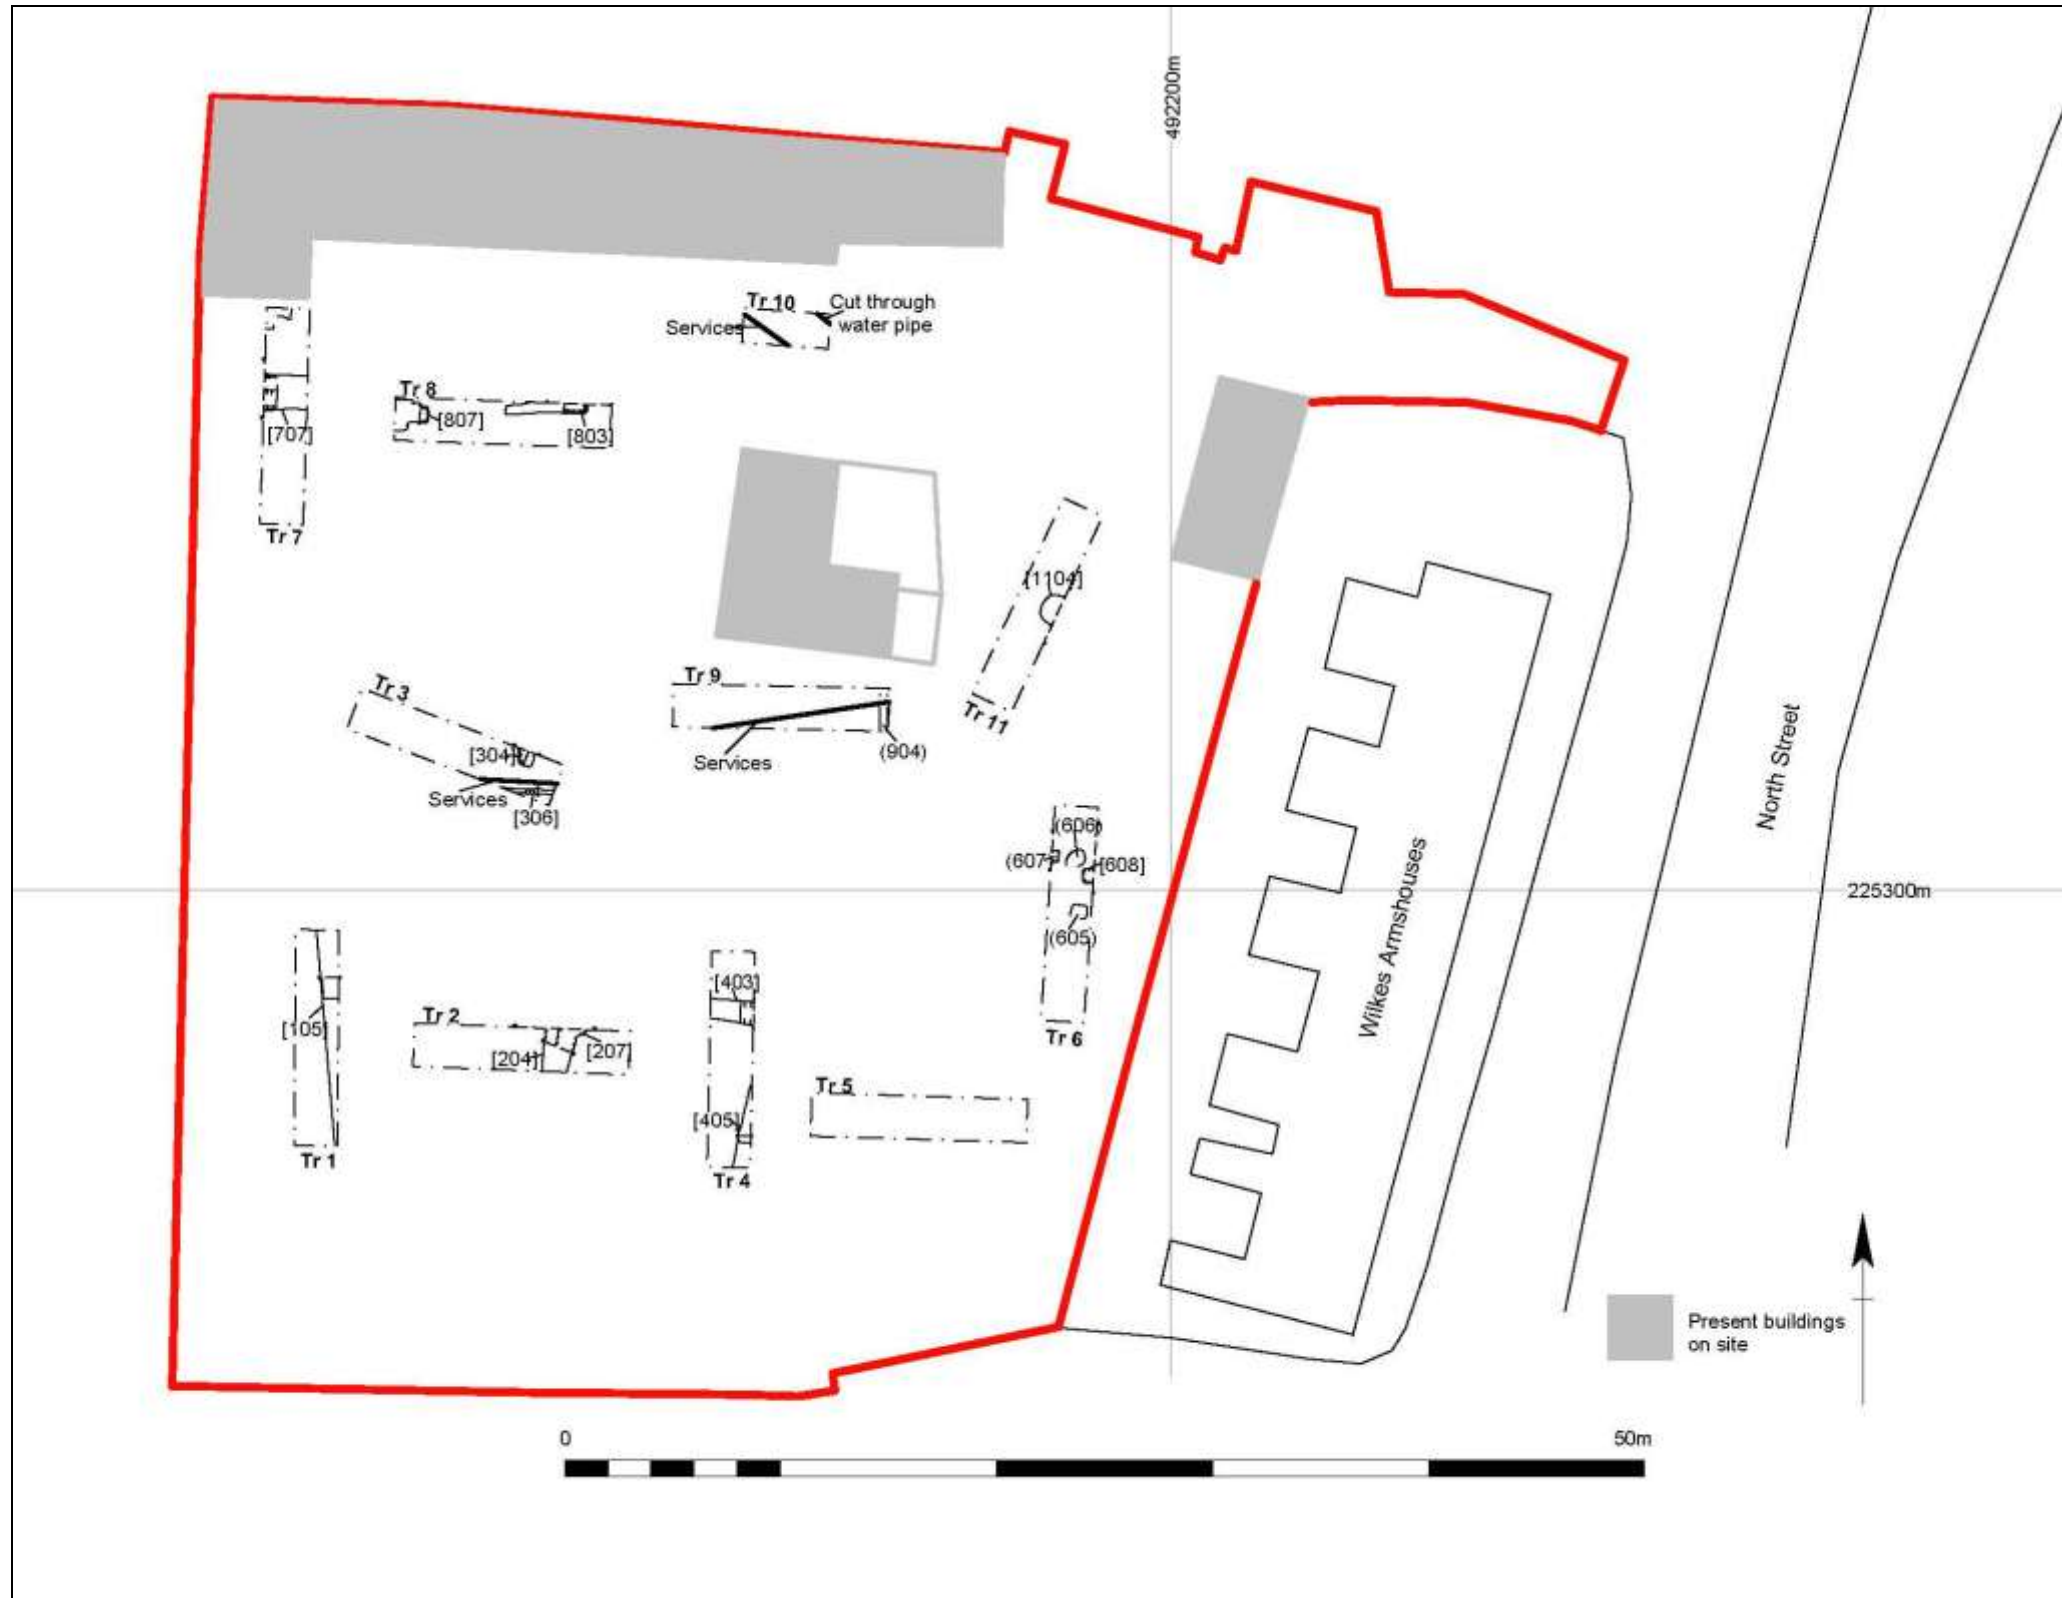 492200m
Tr 10
Cut through
water pipe
Services
Tr 8
[807]
[803]
[707]
Tr 7
[1104]
Tr 3
Tr 9
Tr 11
[304]
Services
(904)
Services
[306]
(606)
(607)
[608]
225300m
(605)
North Street
Wilkes Armshouses
[403]
[105]
Tr 2
[204]
[207]
Tr 6
Tr 5
[405]
Tr 1
Tr 4
Present buildings
on site
0
50m